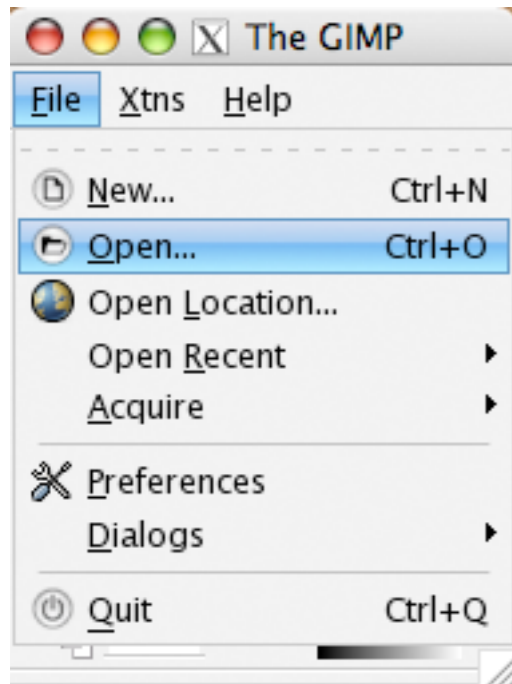 The GIMP
File Xtns Help
New... Ctrl+N
Open... Ctrl+O
Open Location...
Open Recent
Acquire
Preferences
Dialogs
Quit Ctrl+Q